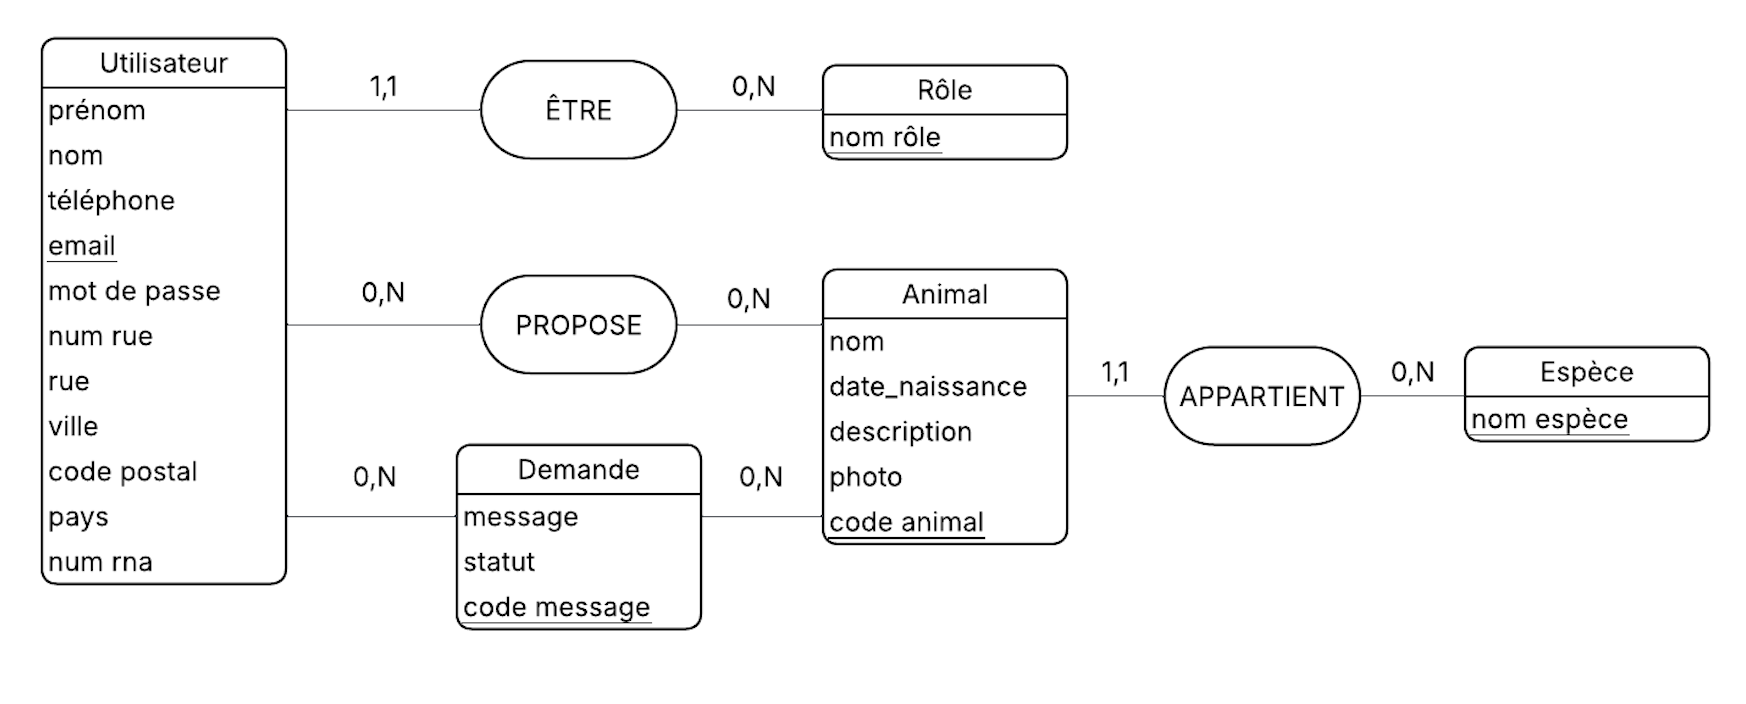 Utilisateur
prénom
nom
téléphone
email
mot de passe
num rue
rue
ville
code postal
pays
num rna
1,1
ÊTRE
0,N
Rôle
nom rôle
0,N
PROPOSE
0,N
Animal
nom
date_naissance
description
photo
code animal
1,1
APPARTIENT
0,N
Espèce
nom espèce
0,N
Demande
message
statut
code message
0,N